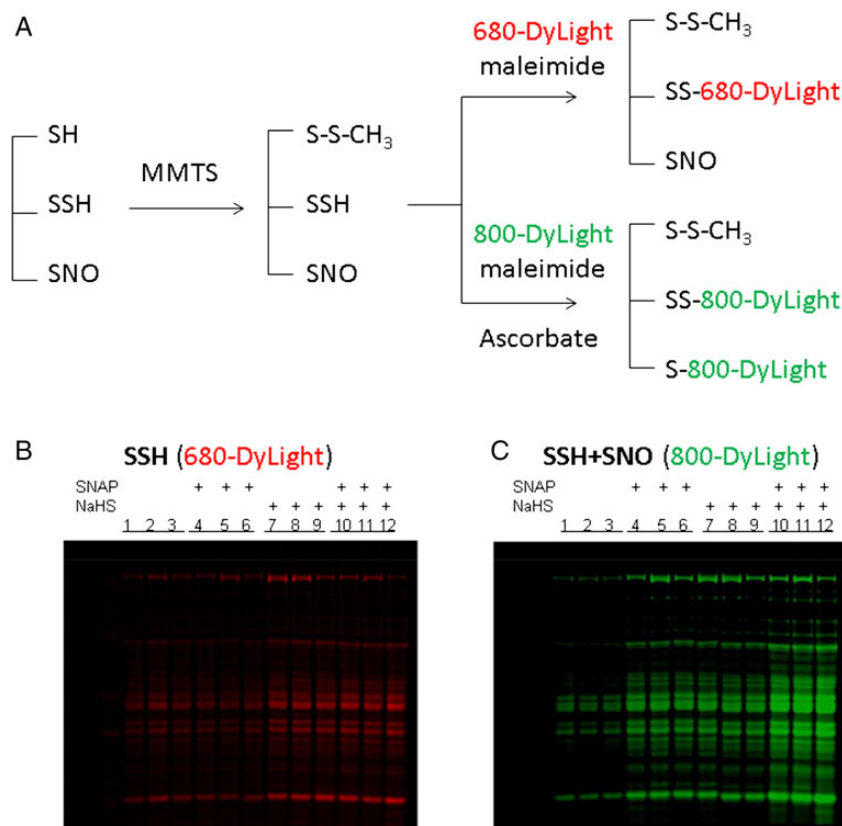 A
SH
SSH
SNO
MMTS
S-S-CH₃
SSH
SNO
680-DyLight
maleimide
S-S-CH₃
SS-680-DyLight
SNO
800-DyLight
maleimide
Ascorbate
S-S-CH₃
SS-800-DyLight
S-800-DyLight
B
SSH (680-DyLight)
SNAP + + + + + +
NaHS + + + + + +
1 2 3 4 5 6 7 8 9 10 11 12
C
SSH+SNO (800-DyLight)
SNAP + + + + + +
NaHS + + + + + +
1 2 3 4 5 6 7 8 9 10 11 12